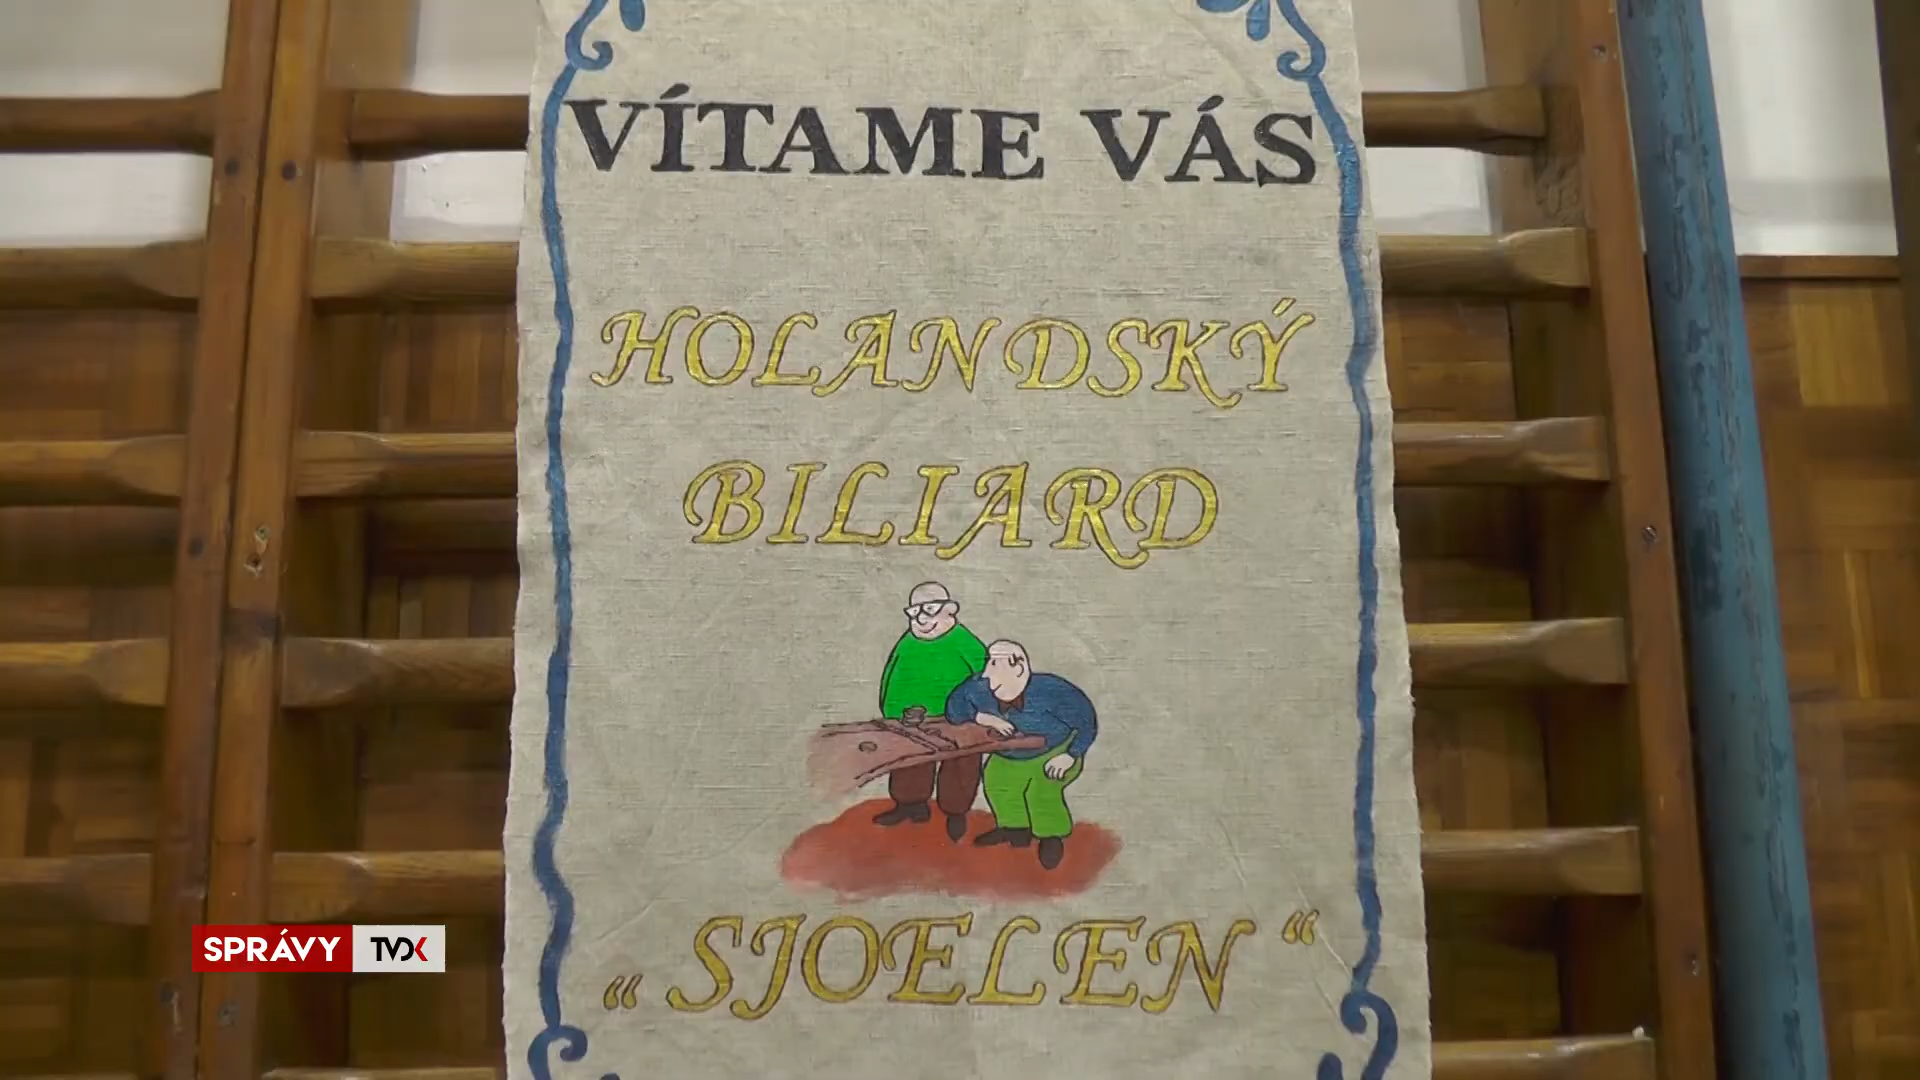 VÍTAME VÁS
HOLANDSKÝ
BILIARD
„SJOELEN“
SPRÁVY TVDK